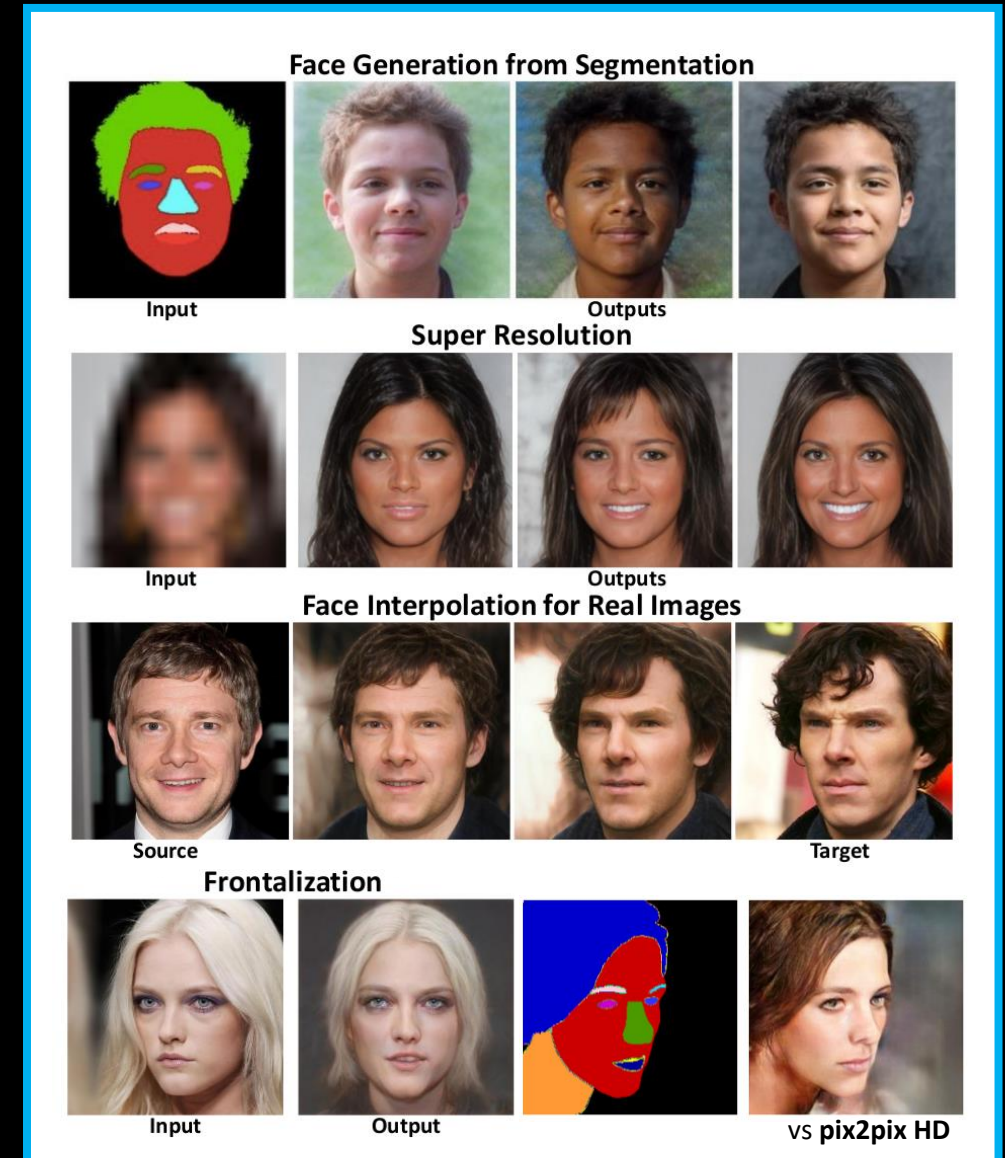 Face Generation from Segmentation
Input
Outputs
Super Resolution
Input
Outputs
Face Interpolation for Real Images
Source
Target
Frontalization
Input
Output
vs pix2pix HD